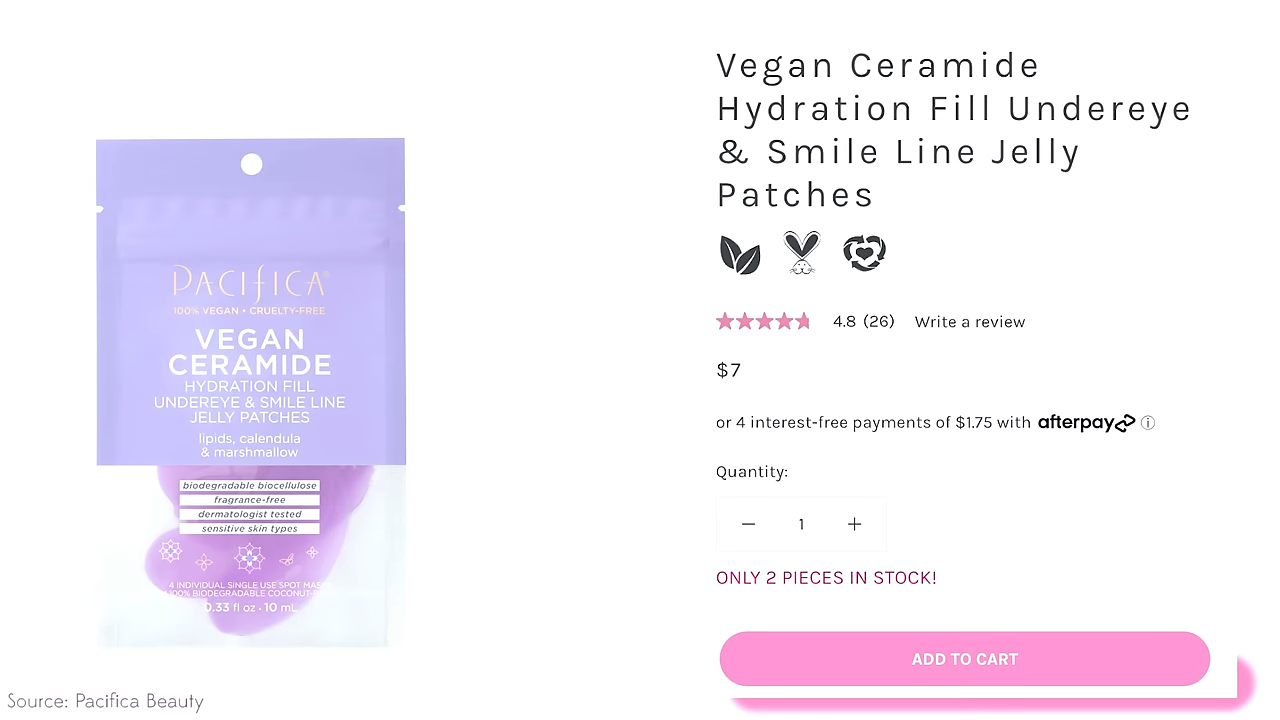 PACIFICA®
100% VEGAN • CRUELTY-FREE
VEGAN
CERAMIDE
HYDRATION FILL
UNDEREYE & SMILE LINE
JELLY PATCHES
lipids, calendula
& marshmallow
biodegradable biocellulose
fragrance-free
dermatologist tested
sensitive skin types
4 INDIVIDUAL SINGLE USE SPOT MASKS
100% BIODEGRADABLE COCONUT
0.33 fl oz · 10 mL
Source: Pacifica Beauty
Vegan Ceramide
Hydration Fill Undereye
& Smile Line Jelly
Patches
4.8 (26) Write a review
$7
or 4 interest-free payments of $1.75 with afterpay
Quantity:
1
ONLY 2 PIECES IN STOCK!
ADD TO CART